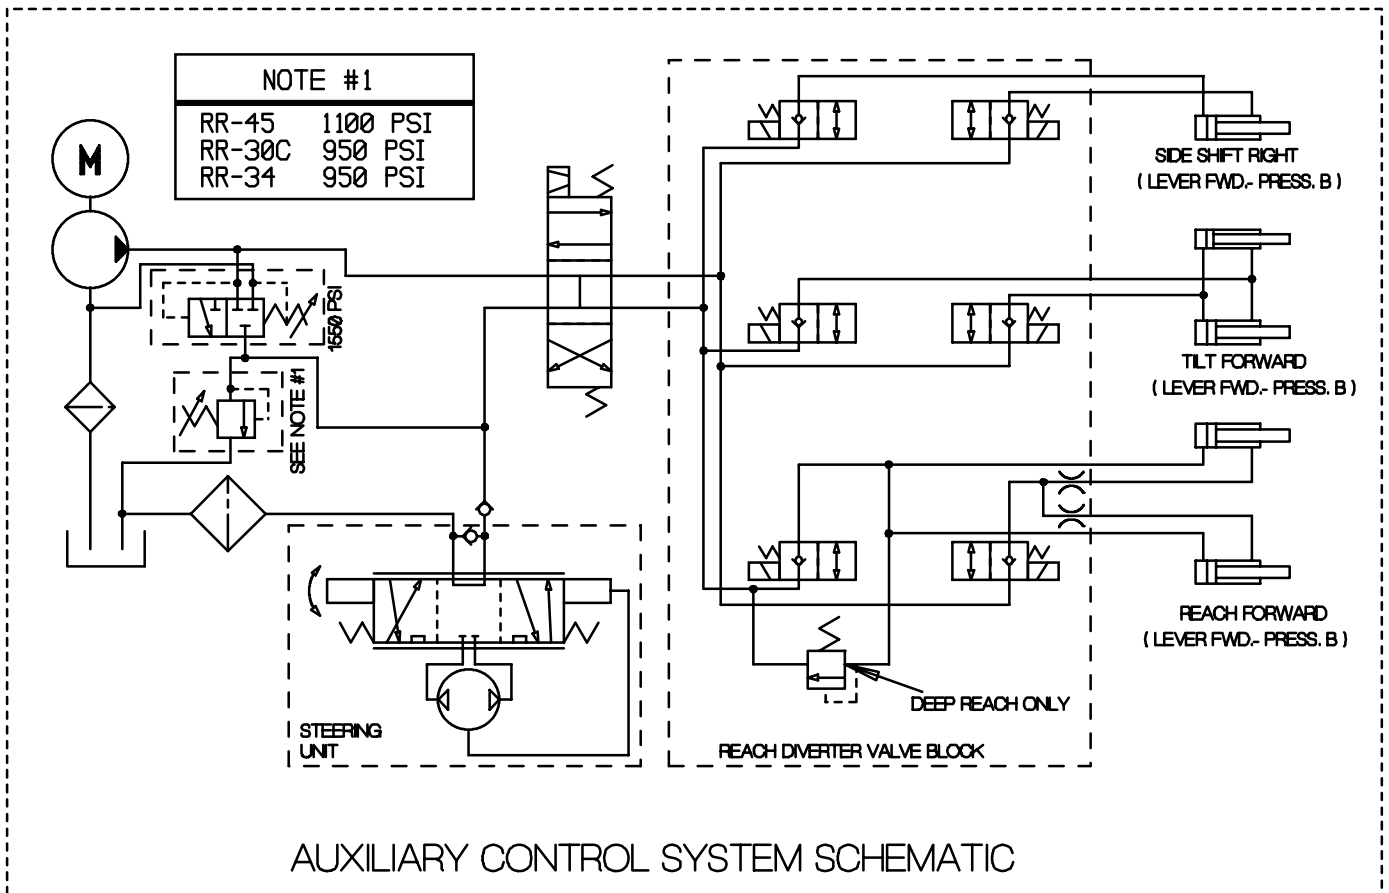 NOTE #1
RR-45 1100 PSI
RR-30C 950 PSI
RR-34 950 PSI
M
SIDE SHIFT RIGHT
( LEVER FWD.- PRESS. B )
1550 PSI
TILT FORWARD
( LEVER FWD.- PRESS. B )
SEE NOTE #1
REACH FORWARD
( LEVER FWD.- PRESS. B )
DEEP REACH ONLY
STEERING
UNIT
REACH DIVERTER VALVE BLOCK
AUXILIARY CONTROL SYSTEM SCHEMATIC